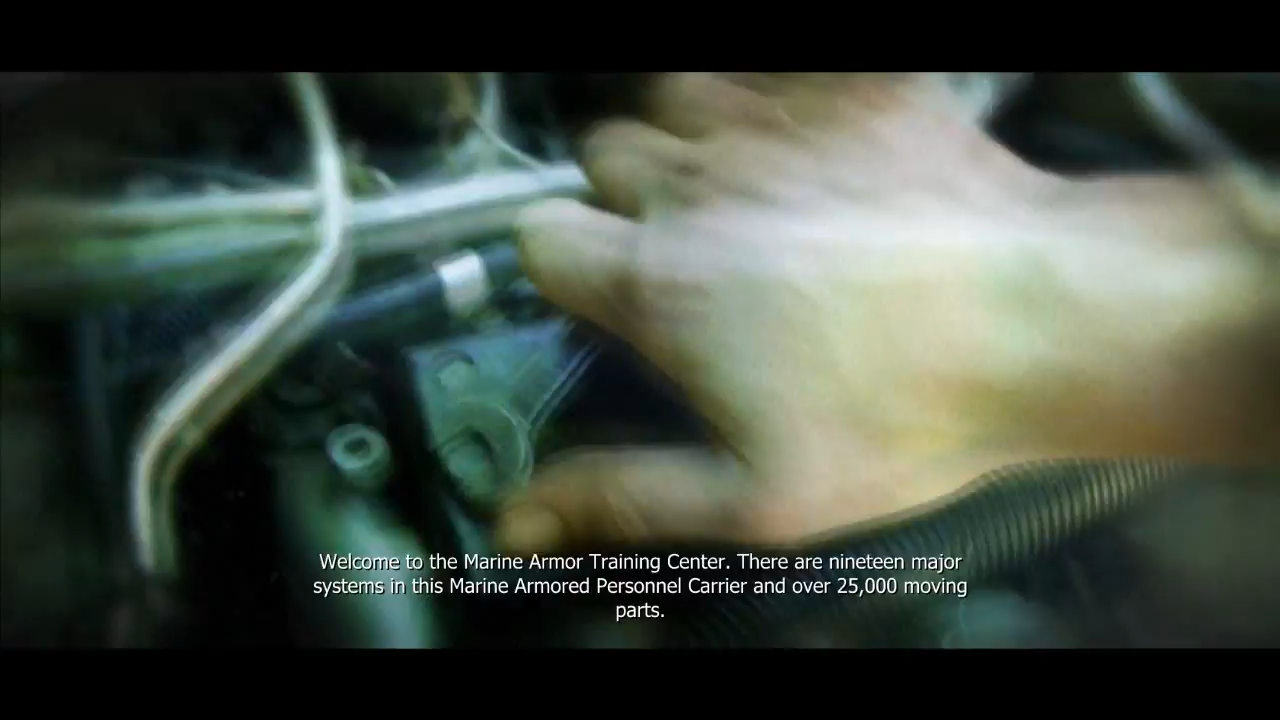 Welcome to the Marine Armor Training Center. There are nineteen major
systems in this Marine Armored Personnel Carrier and over 25,000 moving
parts.